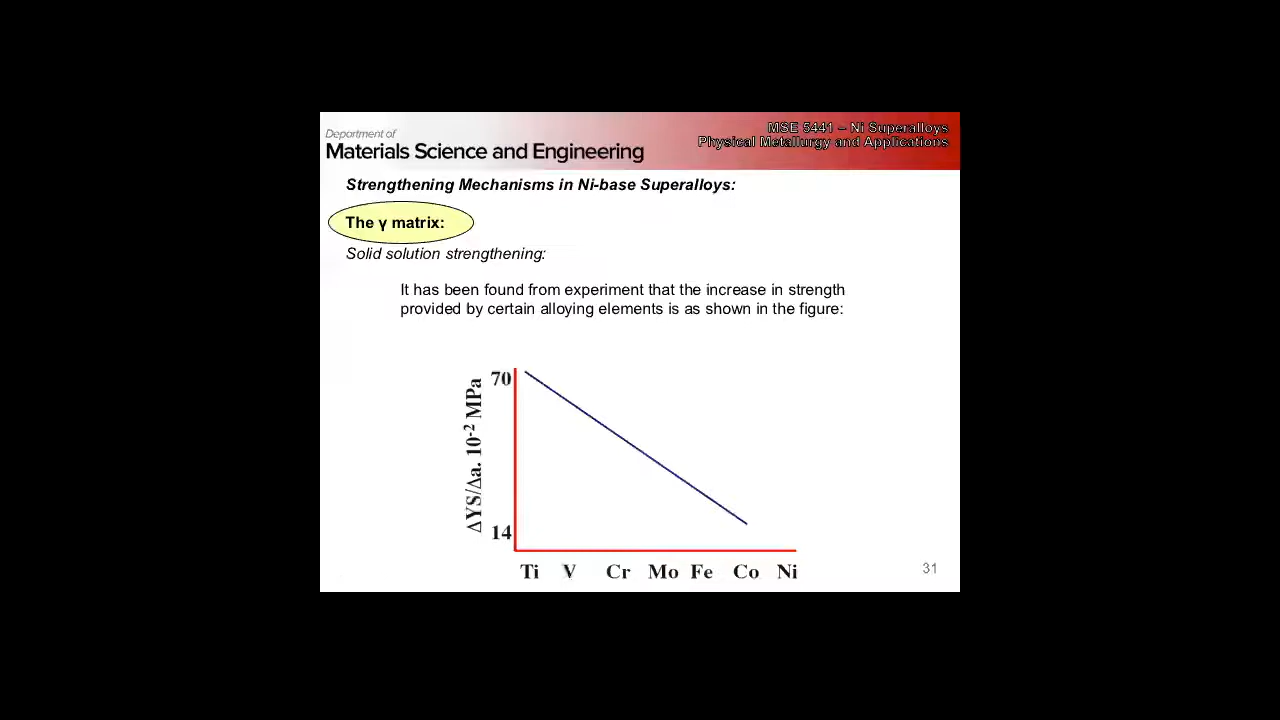 Department of
Materials Science and Engineering
MSE 5441 – Ni Superalloys
Physical Metallurgy and Applications
Strengthening Mechanisms in Ni-base Superalloys:
The γ matrix:
Solid solution strengthening:
It has been found from experiment that the increase in strength
provided by certain alloying elements is as shown in the figure:
ΔYS/Δa. 10-2 MPa
70
14
Ti V Cr Mo Fe Co Ni
31